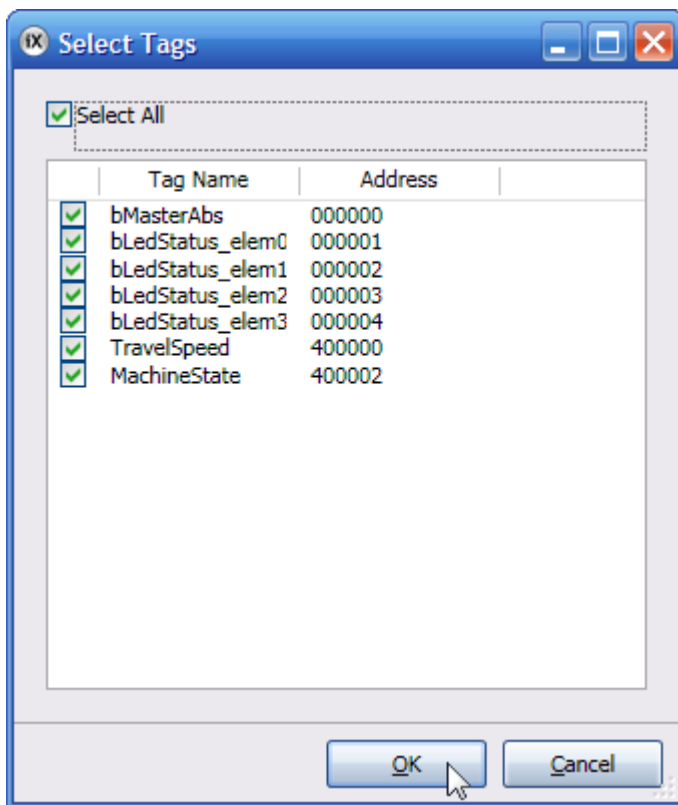 iX Select Tags
Select All
Tag Name Address
bMasterAbs 000000
bLedStatus_elem0 000001
bLedStatus_elem1 000002
bLedStatus_elem2 000003
bLedStatus_elem3 000004
TravelSpeed 400000
MachineState 400002
OK Cancel